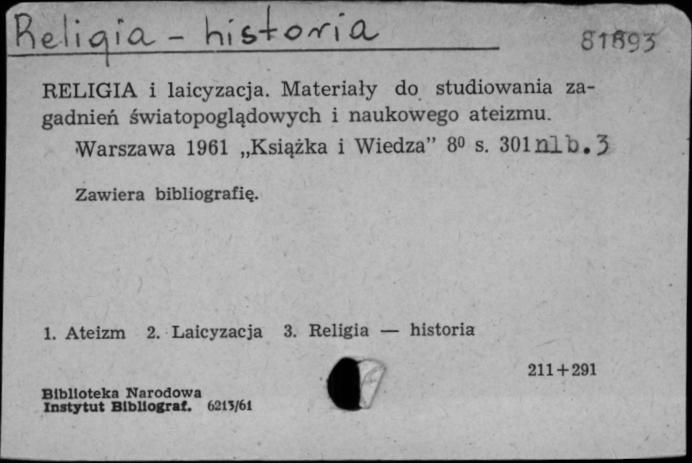 Religia - historia
81893
RELIGIA i laicyzacja. Materiały do studiowania za-
gadnień światopoglądowych i naukowego ateizmu.
Warszawa 1961 „Książka i Wiedza” 8⁰ s. 301 nlb. 3
Zawiera bibliografię.
1. Ateizm 2. Laicyzacja 3. Religia — historia
211+291
Biblioteka Narodowa
Instytut Bibliograf. 6213/61